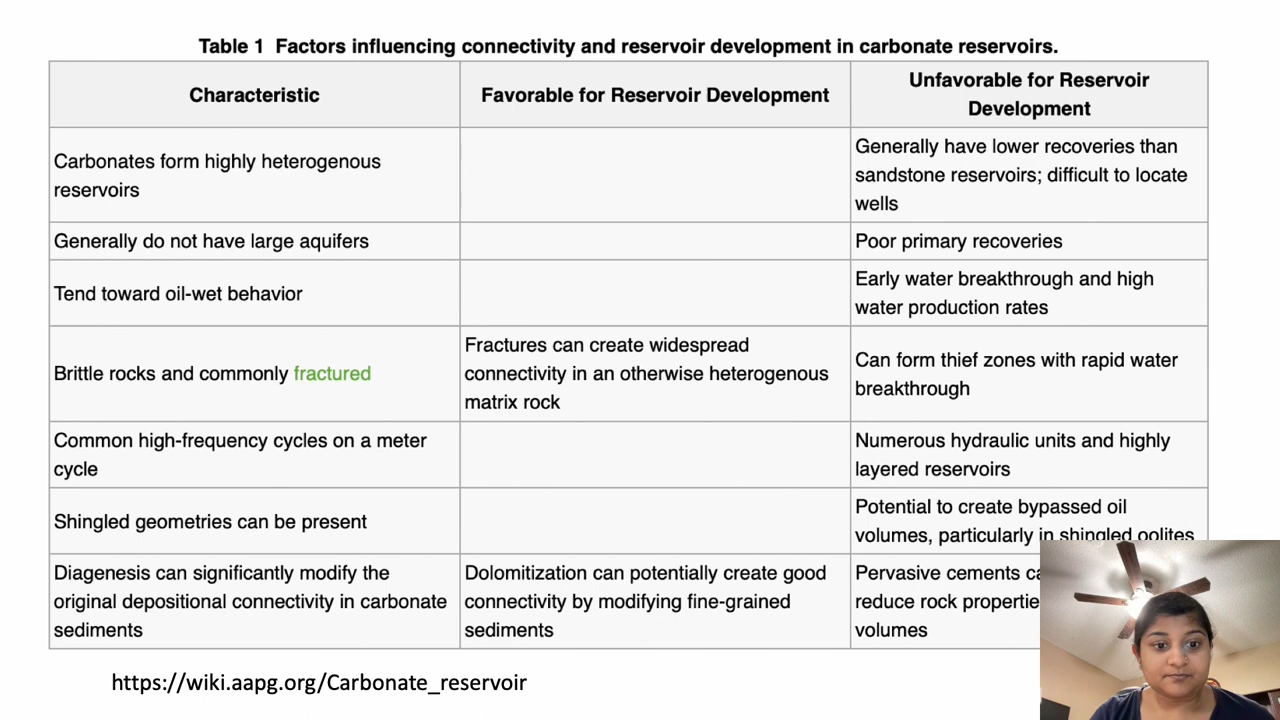 Table 1 Factors influencing connectivity and reservoir development in carbonate reservoirs.
Characteristic
Favorable for Reservoir Development
Unfavorable for Reservoir
Development
Carbonates form highly heterogenous
reservoirs
Generally have lower recoveries than
sandstone reservoirs; difficult to locate
wells
Generally do not have large aquifers
Poor primary recoveries
Tend toward oil-wet behavior
Early water breakthrough and high
water production rates
Brittle rocks and commonly fractured
Fractures can create widespread
connectivity in an otherwise heterogenous
matrix rock
Can form thief zones with rapid water
breakthrough
Common high-frequency cycles on a meter
cycle
Numerous hydraulic units and highly
layered reservoirs
Shingled geometries can be present
Potential to create bypassed oil
volumes, particularly in shingled oolites
Diagenesis can significantly modify the
original depositional connectivity in carbonate
sediments
Dolomitization can potentially create good
connectivity by modifying fine-grained
sediments
Pervasive cements
reduce rock
volumes
https://wiki.aapg.org/Carbonate_reservoir